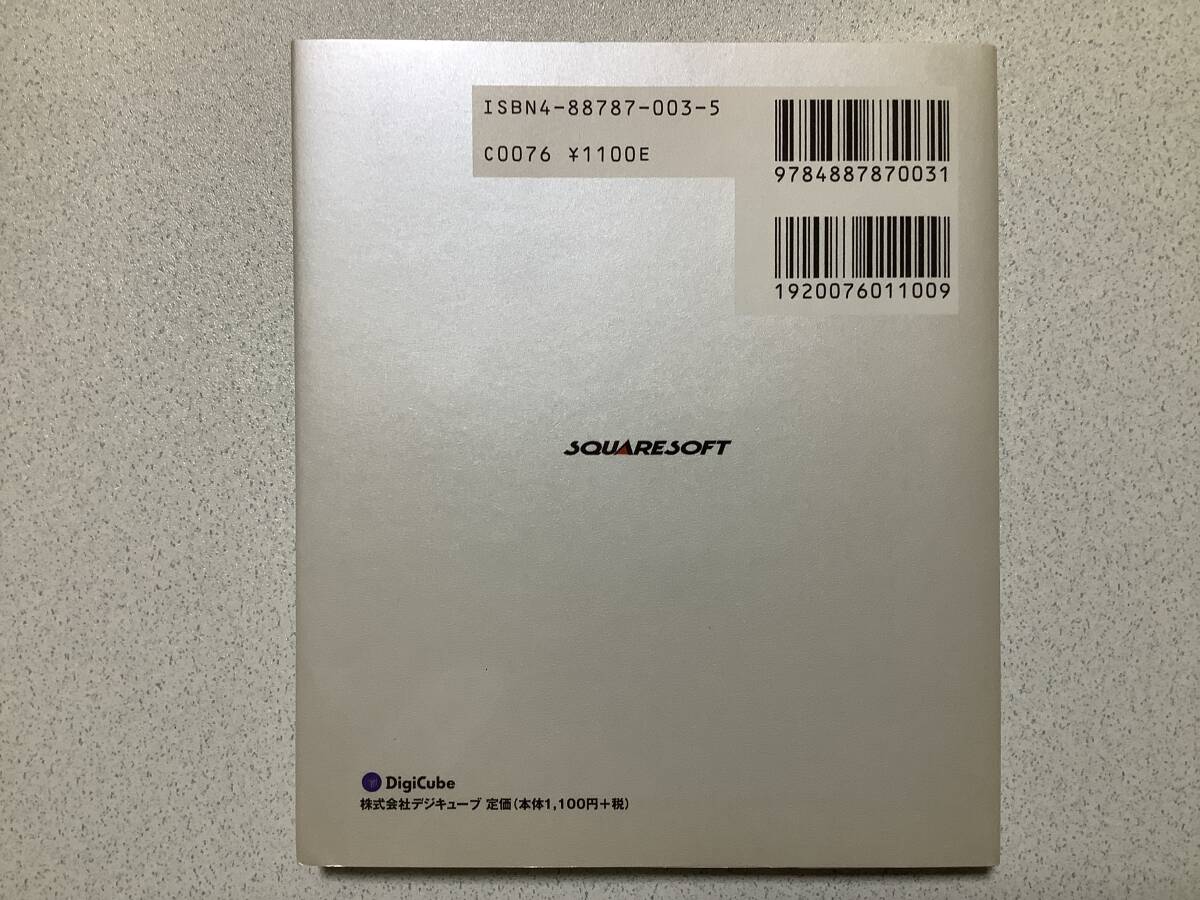 ISBN4-88787-003-5
C0076 ¥1100E
9784887870031
1920076011009
SQUARESOFT
DigiCube
株式会社デジキューブ 定価(本体1,100円+税)